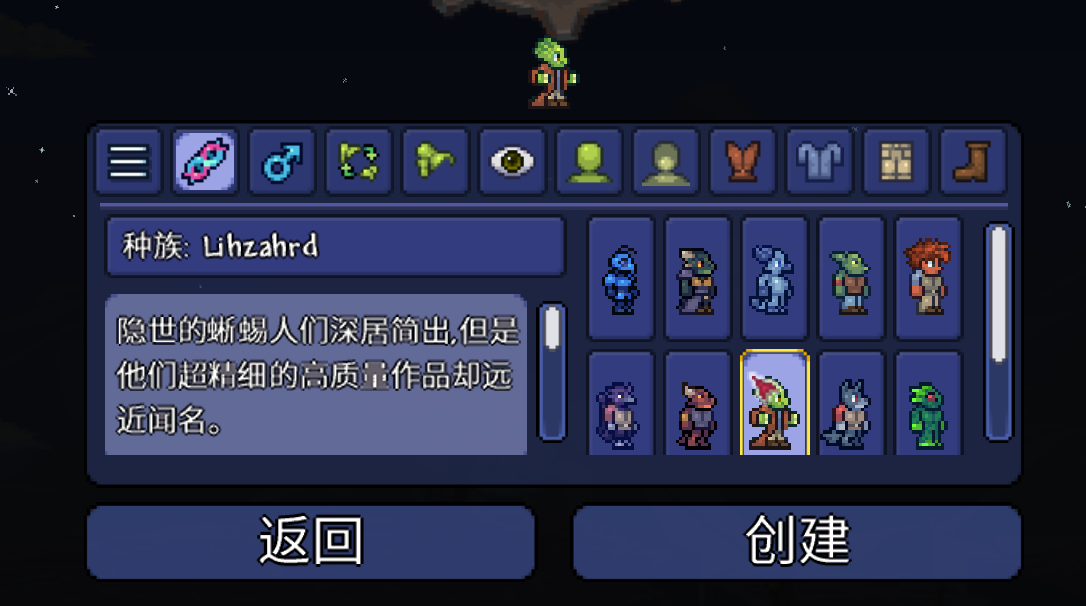 种族: Lihzahrd
隐世的蜥蜴人们深居简出,但是
他们超精细的高质量作品却远
近闻名。
返回
创建